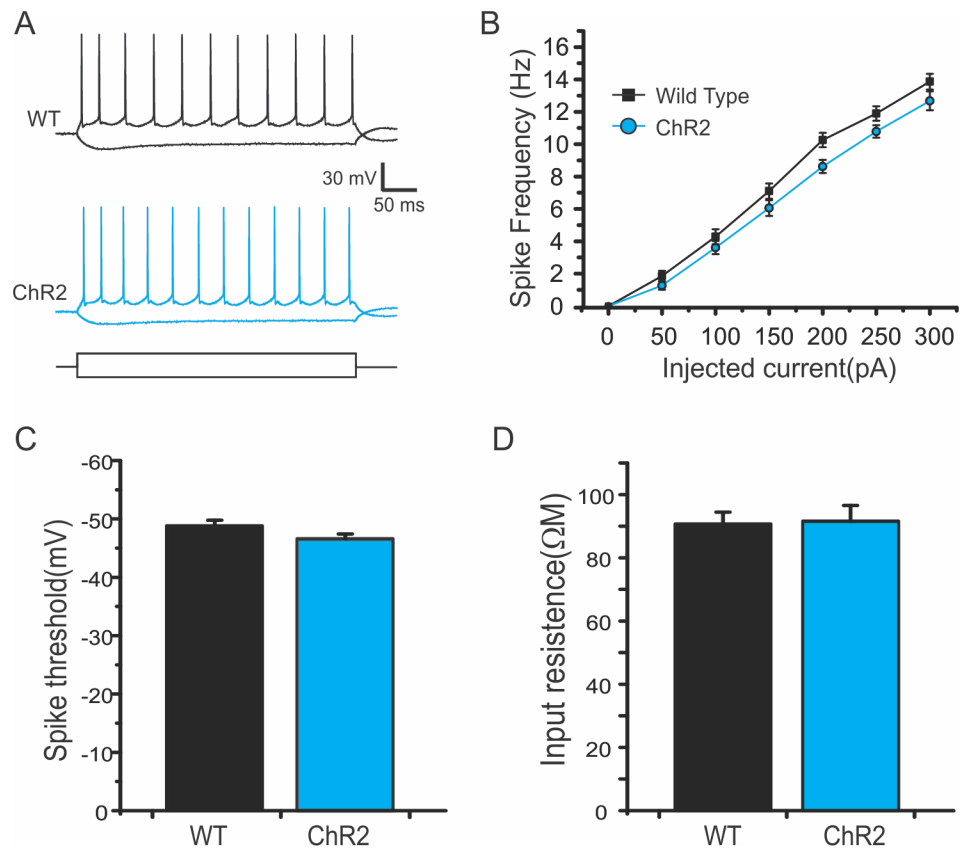 A
WT
30 mV
50 ms
ChR2
B
Spike Frequency (Hz)
16
14
12
10
8
6
4
2
0
Wild Type
ChR2
0 50 100 150 200 250 300
Injected current(pA)
C
Spike threshold(mV)
-60
-50
-40
-30
-20
-10
0
WT ChR2
D
Input resistence(ΩM)
100
80
60
40
20
0
WT ChR2